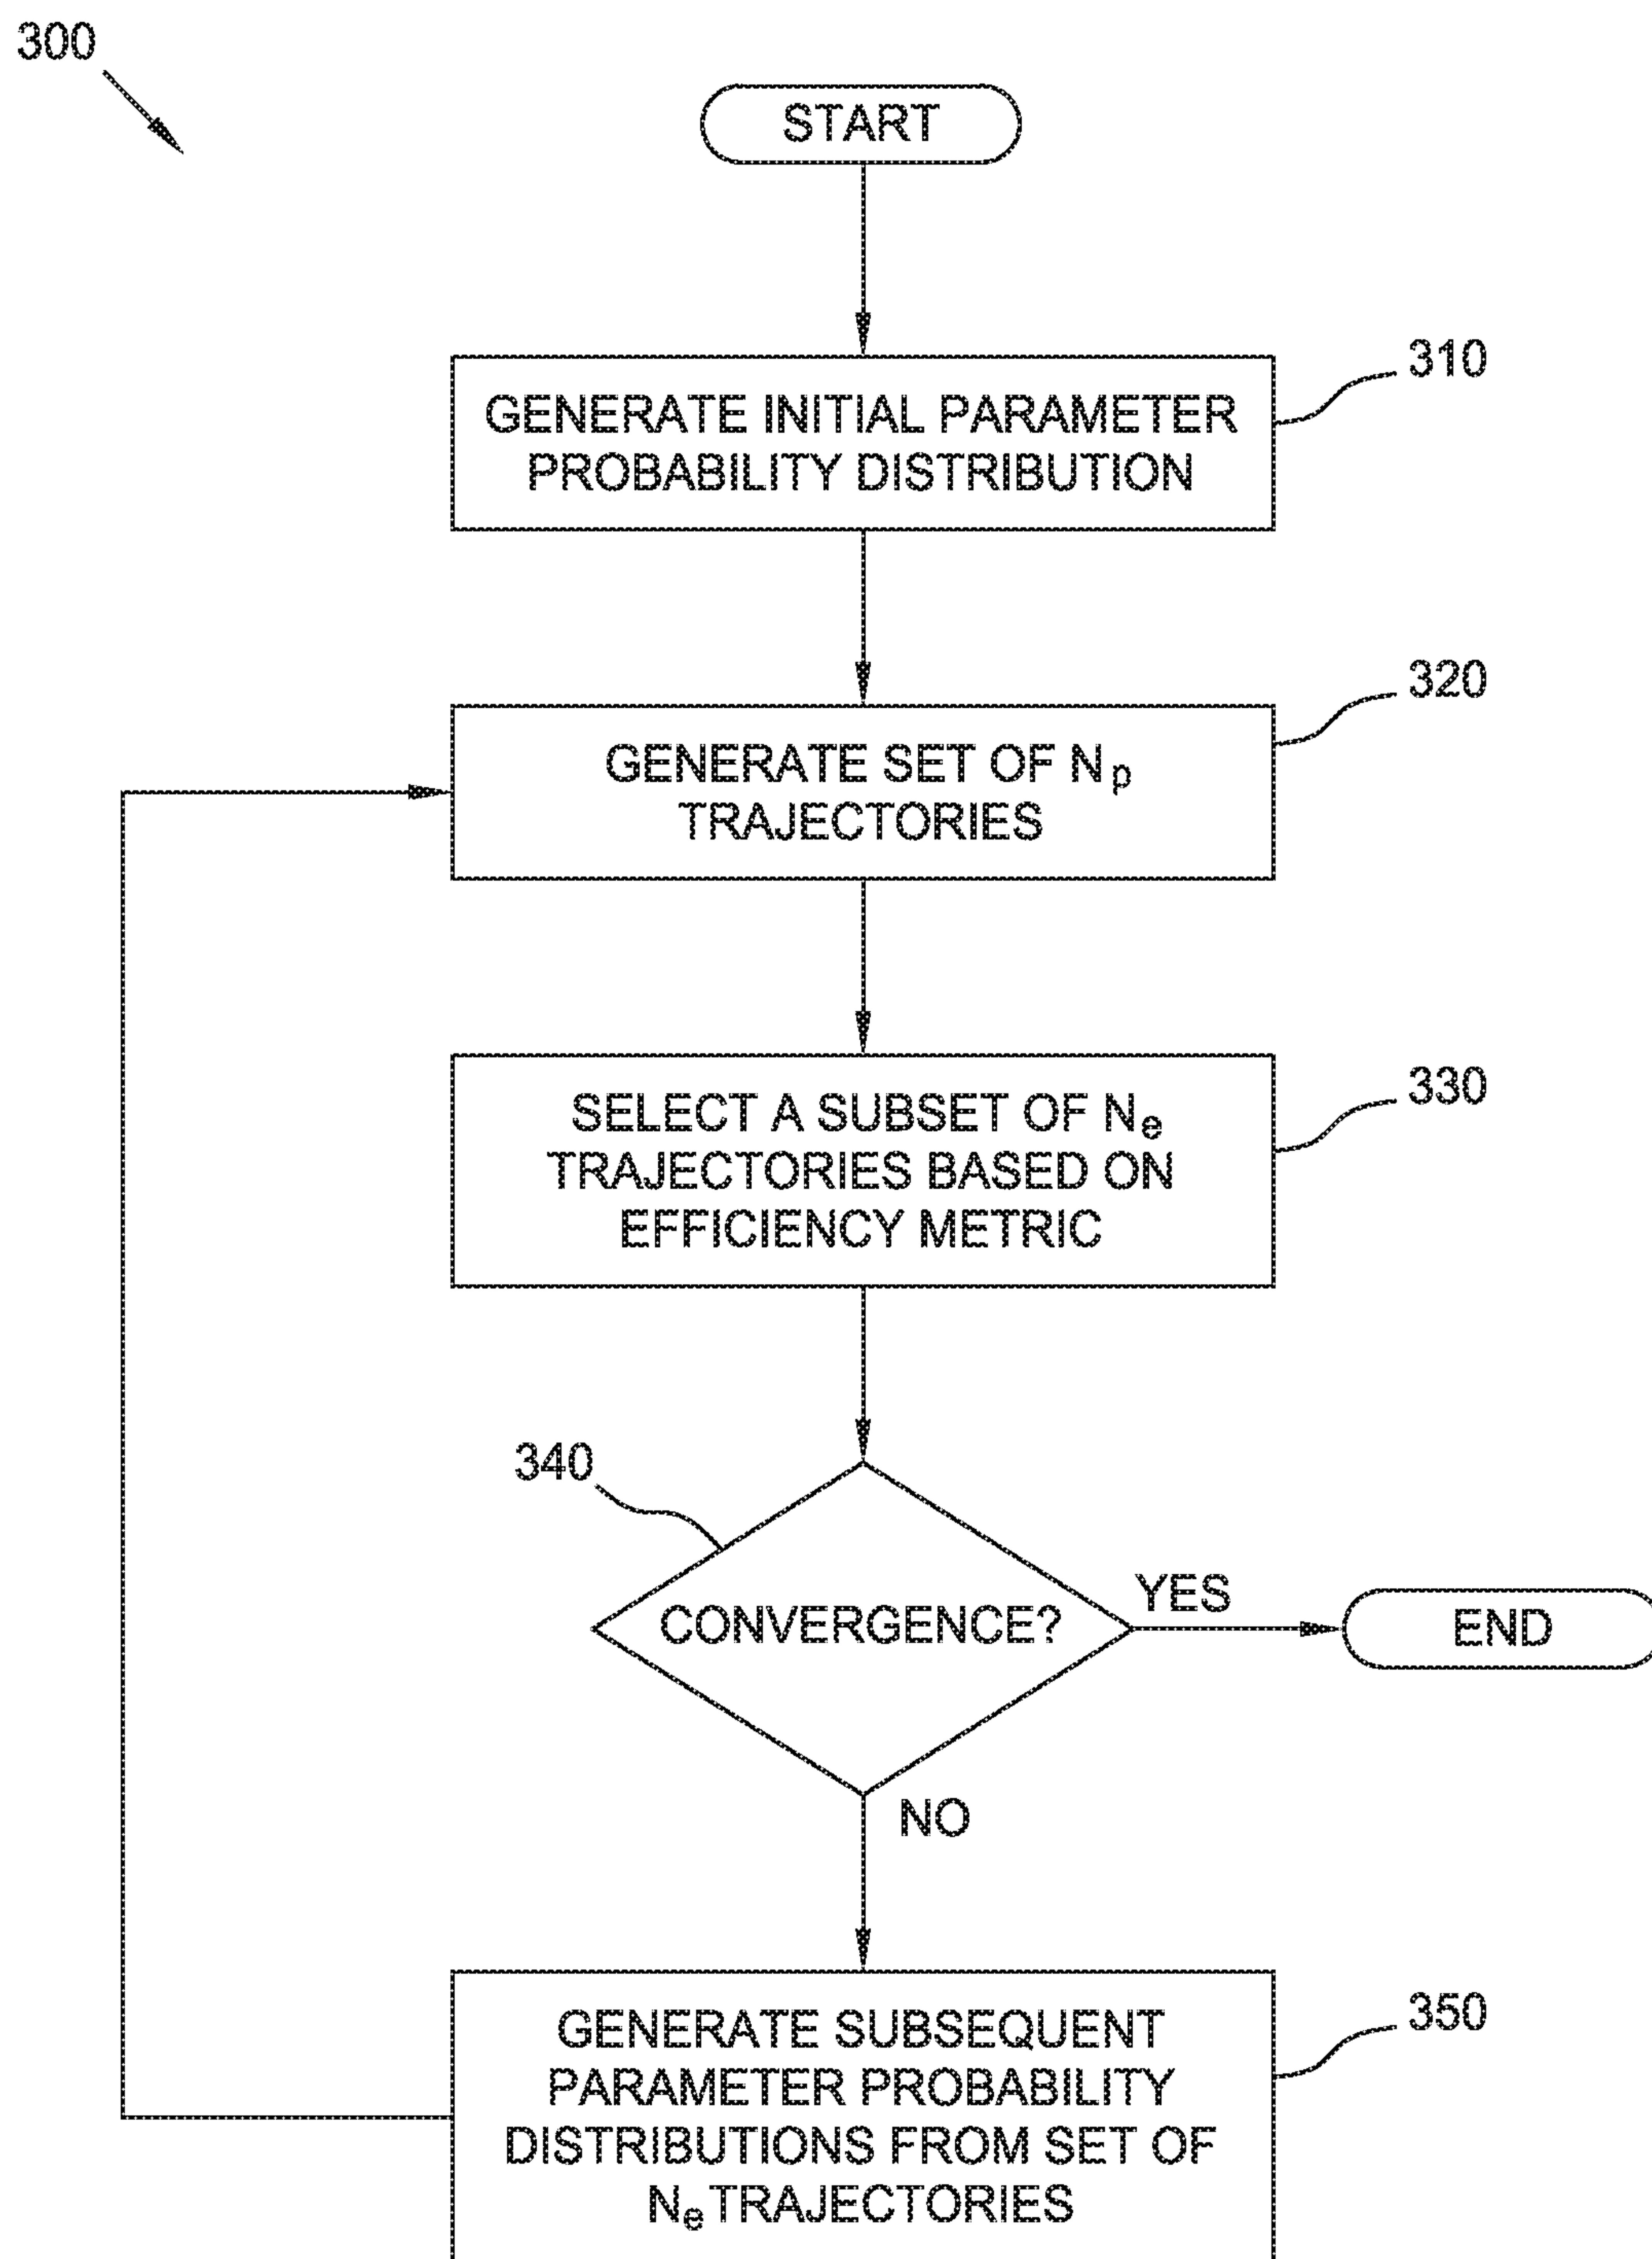 300
START
310
GENERATE INITIAL PARAMETER
PROBABILITY DISTRIBUTION
320
GENERATE SET OF Np
TRAJECTORIES
330
SELECT A SUBSET OF Ne
TRAJECTORIES BASED ON
EFFICIENCY METRIC
340
CONVERGENCE?
YES
END
NO
350
GENERATE SUBSEQUENT
PARAMETER PROBABILITY
DISTRIBUTIONS FROM SET OF
Ne TRAJECTORIES